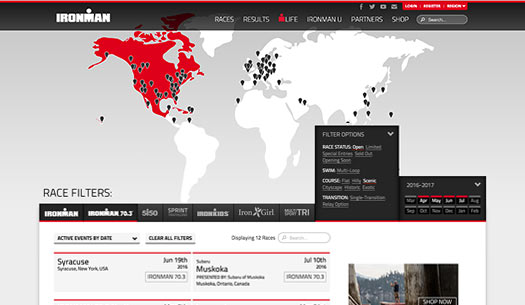 LOGIN | REGISTER | REGION
IRONMAN
RACES RESULTS LIFE IRONMAN U PARTNERS SHOP Search...
FILTER OPTIONS
RACE STATUS: Open Limited
Special Entries Sold Out
Opening Soon
SWIM: Multi-Loop
COURSE: Flat Hilly Scenic
Cityscape Historic Exotic
TRANSITION: Single-Transition
Relay Option
2016-2017
Mar Apr May Jun Jul Aug
Sep Oct Nov Dec Jan Feb
RACE FILTERS:
IRONMAN IRONMAN 70.3 5150 SPRINT IRONKIDS Iron Girl TRI
ACTIVE EVENTS BY DATE CLEAR ALL FILTERS Displaying 12 Races Search...
Syracuse Jun 19th
Syracuse, New York, USA 2016
IRONMAN 70.3
Subaru Jul 10th
Muskoka 2016
PRESENTED BY: Subaru of Muskoka IRONMAN 70.3
Muskoka, Ontario, Canada
SHOP NOW